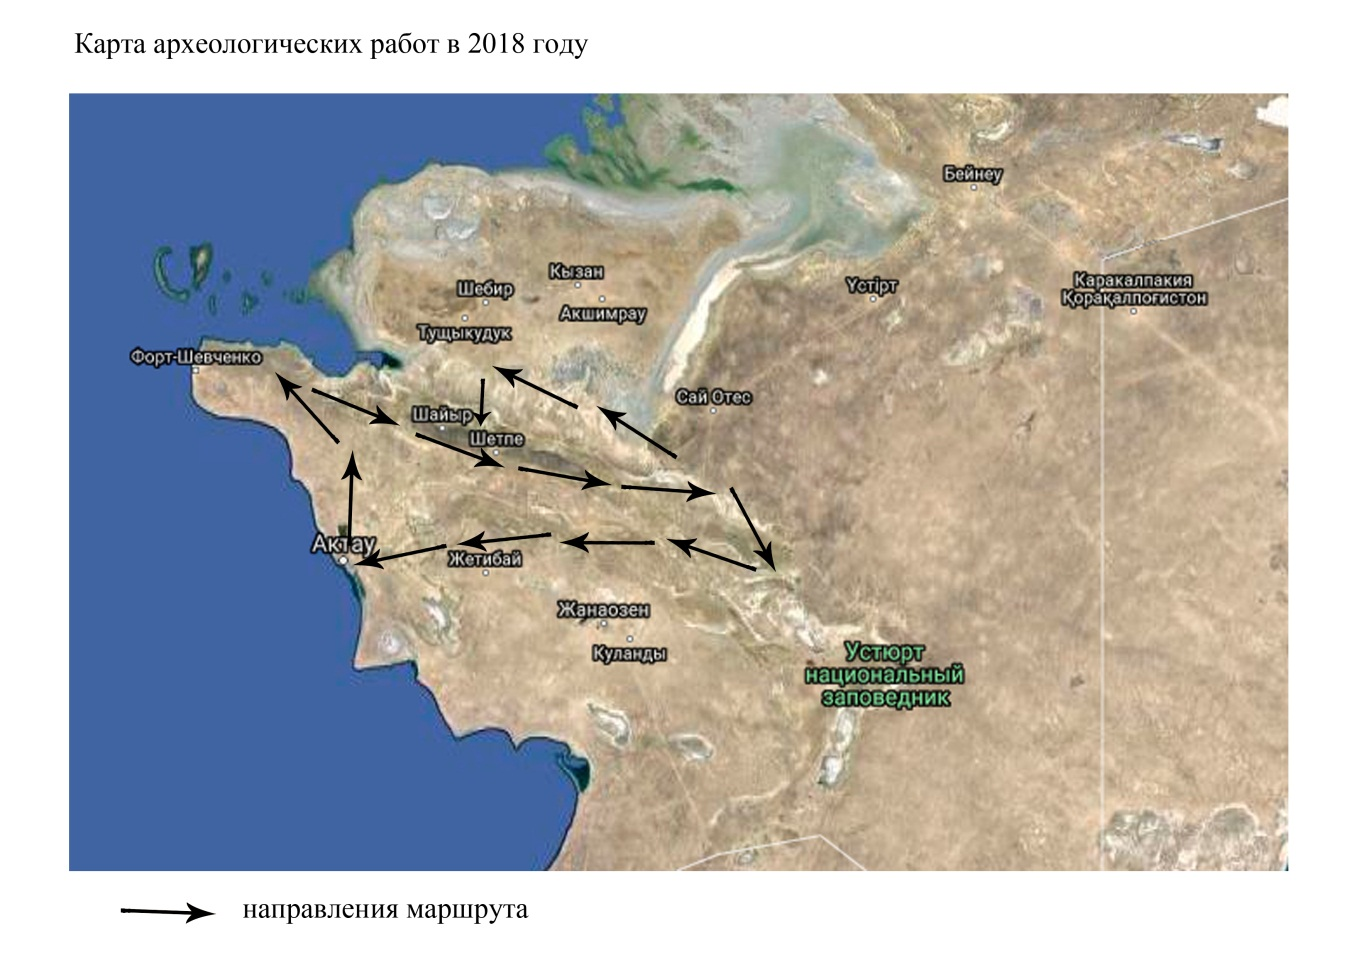 Карта археологических работ в 2018 году
Бейнеу
Кызан
Шебир
Каракалпакия
Қорақалпоғистон
Үстірт
Акшимрау
Тущыкудук
Форт-Шевченко
Сай Отес
Шайыр
Шетпе
Актау
Жетибай
Жанаозен
Куланды
Устюрт
национальный
заповедник
направления маршрута